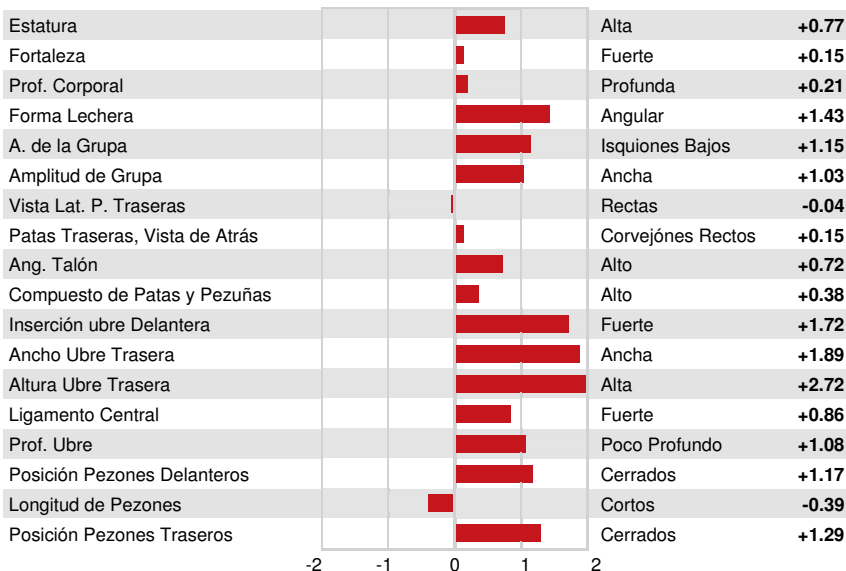 Estatura Alta +0.77
Fortaleza Fuerte +0.15
Prof. Corporal Profunda +0.21
Forma Lechera Angular +1.43
A. de la Grupa Isquiones Bajos +1.15
Amplitud de Grupa Ancha +1.03
Vista Lat. P. Traseras Rectas -0.04
Patas Traseras, Vista de Atrás Corvejónes Rectos +0.15
Ang. Talón Alto +0.72
Compuesto de Patas y Pezuñas Alto +0.38
Inserción ubre Delantera Fuerte +1.72
Ancho Ubre Trasera Ancha +1.89
Altura Ubre Trasera Alta +2.72
Ligamento Central Fuerte +0.86
Prof. Ubre Poco Profundo +1.08
Posición Pezones Delanteros Cerrados +1.17
Longitud de Pezones Cortos -0.39
Posición Pezones Traseros Cerrados +1.29
-2 -1 0 1 2